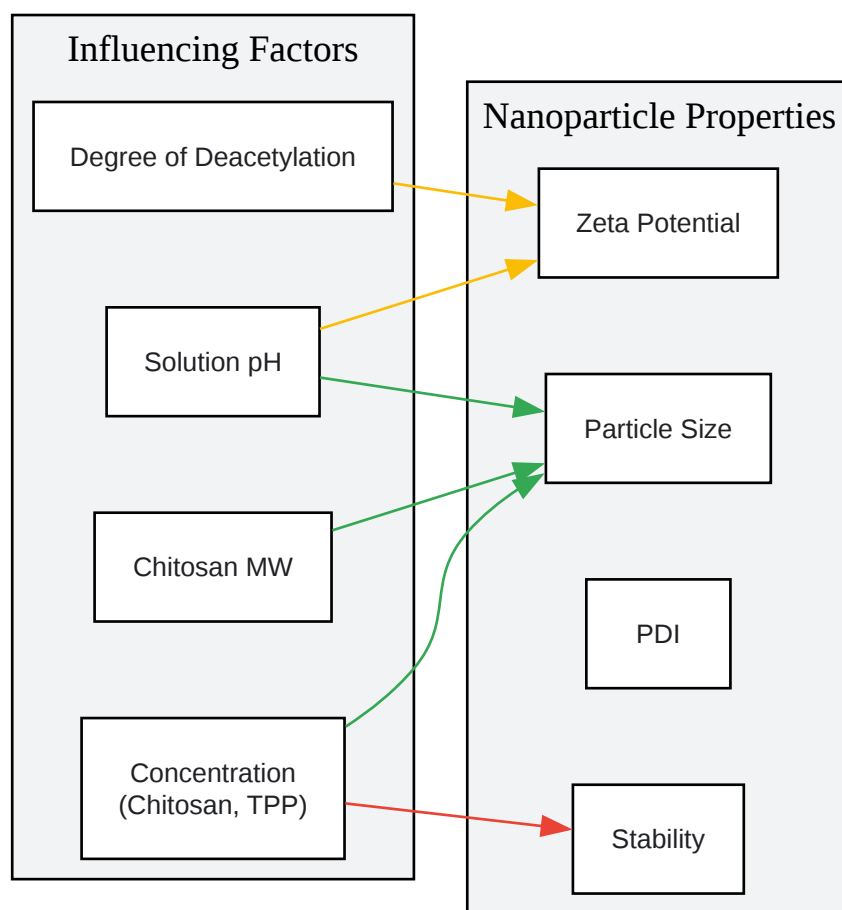 Influencing Factors
Degree of Deacetylation
Solution pH
Chitosan MW
Concentration
(Chitosan, TPP)
Nanoparticle Properties
Zeta Potential
Particle Size
PDI
Stability